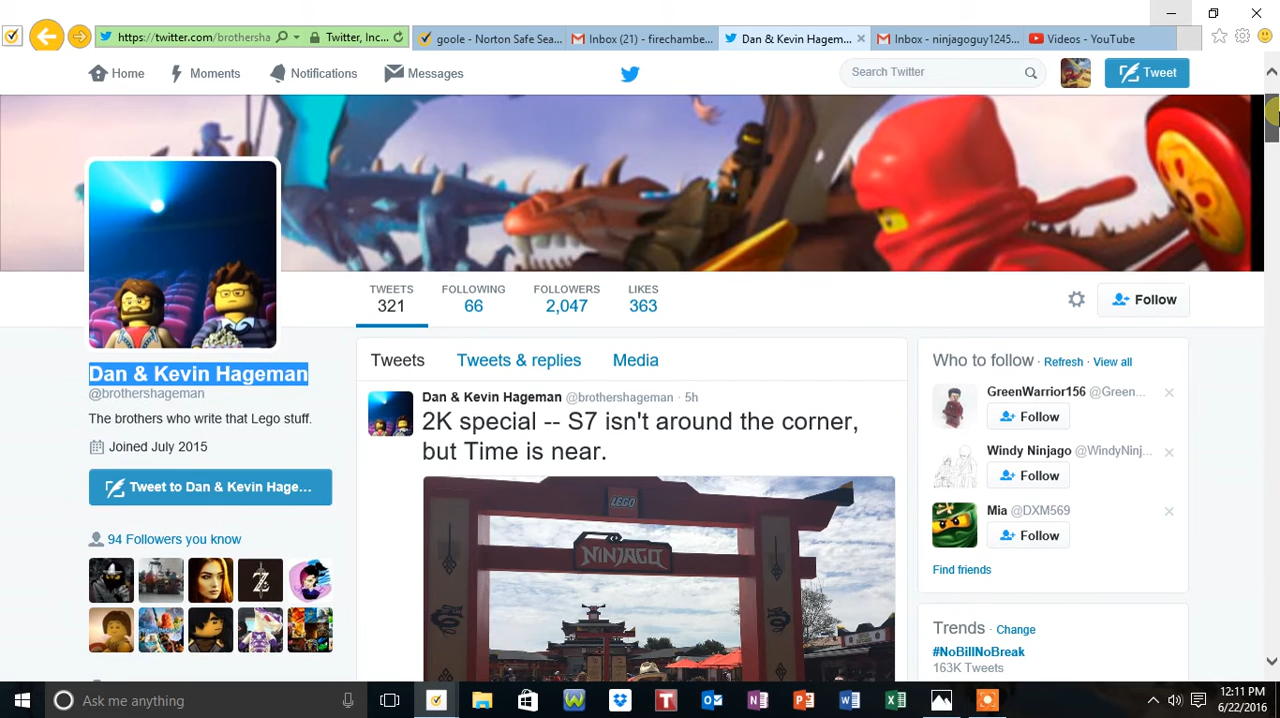 https://twitter.com/brothersha
Twitter, Inc...
goole - Norton Safe Sea...
Inbox (21) - firechambe...
Dan & Kevin Hagem...
Inbox - ninjagoguy1245...
Videos - YouTube
Home
Moments
Notifications
Messages
Search Twitter
Tweet
TWEETS
321
FOLLOWING
66
FOLLOWERS
2,047
LIKES
363
Follow
Dan & Kevin Hageman
@brothershageman
The brothers who write that Lego stuff.
Joined July 2015
Tweet to Dan & Kevin Hage...
94 Followers you know
Tweets
Tweets & replies
Media
Dan & Kevin Hageman @brothershageman · 5h
2K special -- S7 isn't around the corner,
but Time is near.
LEGO
NINJAGO
Who to follow · Refresh · View all
GreenWarrior156 @Green...
Follow
Windy Ninjago @WindyNinj...
Follow
Mia @DXM569
Follow
Find friends
Trends · Change
#NoBillNoBreak
163K Tweets
Ask me anything
12:11 PM
6/22/2016